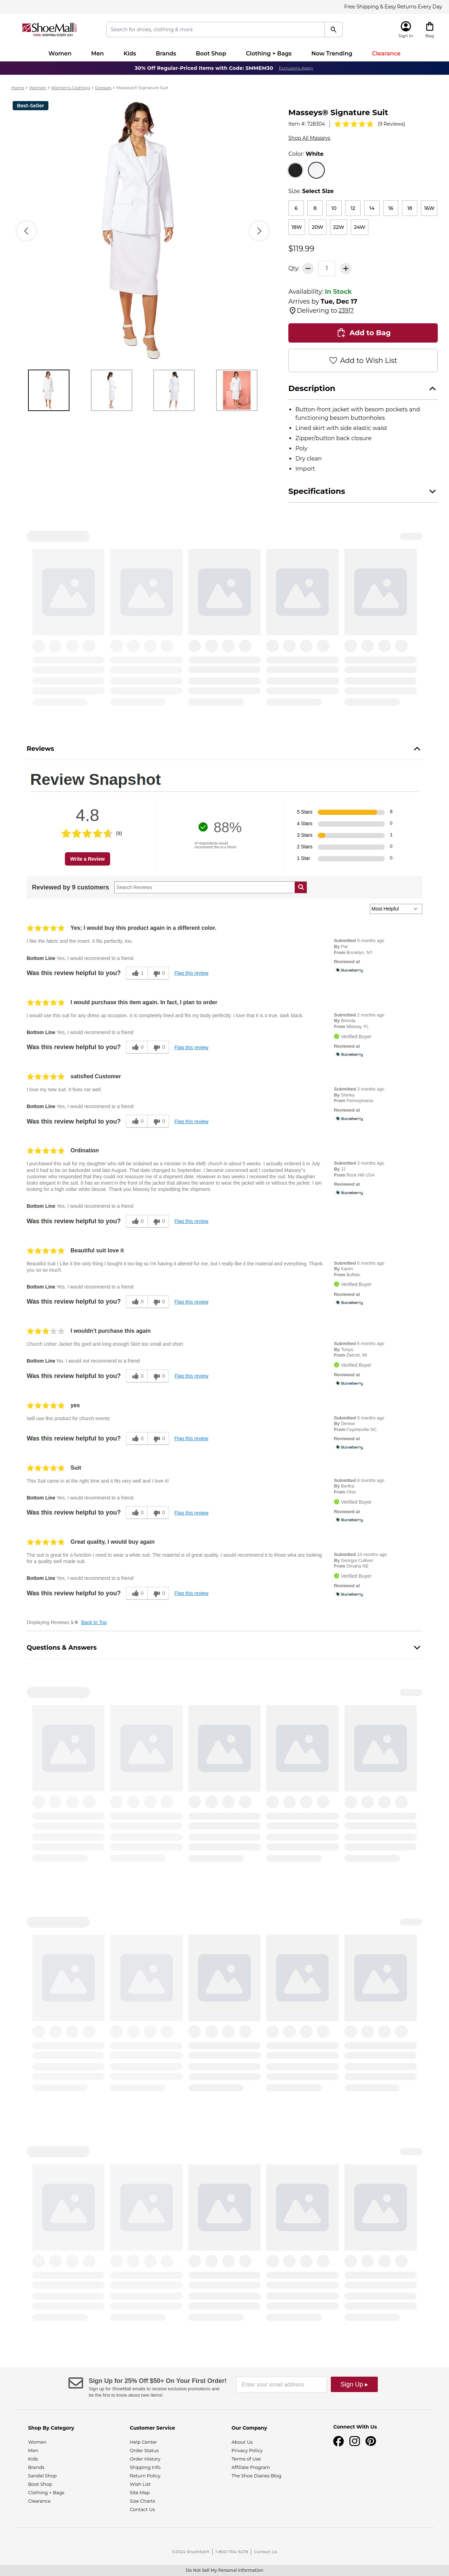 Free Shipping & Easy Returns Every Day
ShoeMall
FREE SHIPPING EVERY DAY
Search for shoes, clothing & more
Sign In
Bag
Women Men Kids Brands Boot Shop Clothing + Bags Now Trending Clearance
30% Off Regular-Priced Items with Code: SMMEM30 Exclusions Apply
Home > Women > Women's Clothing > Dresses > Masseys® Signature Suit
Best-Seller
Masseys® Signature Suit
Item #: 728304 (9 Reviews)
Shop All Masseys
Color: White
Size: Select Size
6 8 10 12 14 16 18 16W
18W 20W 22W 24W
$119.99
Qty: 1
Availability: In Stock
Arrives by Tue, Dec 17
Delivering to 23917
Add to Bag
Add to Wish List
Description
• Button-front jacket with besom pockets and
functioning besom buttonholes
• Lined skirt with side elastic waist
• Zipper/button back closure
• Poly
• Dry clean
• Import
Specifications
Reviews
Review Snapshot
4.8
(9)
Write a Review
88%
of respondents would
recommend this to a friend
5 Stars 8
4 Stars 0
3 Stars 1
2 Stars 0
1 Star 0
Reviewed by 9 customers Search Reviews
Most Helpful
Yes; I would buy this product again in a different color.
I like the fabric and the insert. It fits perfectly, too.
Bottom Line Yes, I would recommend to a friend
Was this review helpful to you? 1 0 Flag this review
Submitted 9 months ago
By Pat
From Brooklyn, NY
Reviewed at
Stoneberry
I would purchase this item again. In fact, I plan to order
I would use this suit for any dress up occasion. It is completely lined and fits my body perfectly. I love that it is a true, dark black.
Bottom Line Yes, I would recommend to a friend
Was this review helpful to you? 0 0 Flag this review
Submitted 2 months ago
By Brenda
From Midway, FL
Verified Buyer
Reviewed at
Stoneberry
satisfied Customer
I love my new suit. It fixes me well.
Bottom Line Yes, I would recommend to a friend
Was this review helpful to you? 0 0 Flag this review
Submitted 3 months ago
By Shirley
From Pennsylvania
Reviewed at
Stoneberry
Ordination
I purchased this suit for my daughter who will be ordained as a minister in the AME church in about 5 weeks. I actually ordered it in July
and it had to be on backorder until late August. That date changed to September. I became concerned and I contacted Massey"s
customer who responded that they could not reassure me of a shipment date. However in two weeks I received the suit. My daughter
looks elegant in the suit. It has an insert in the front of the jacket that allows the wearer to wear the jacket with or without it. I am
looking for a high collar white blouse. Thank you Massey for expediting the shipment.
Bottom Line Yes, I would recommend to a friend
Was this review helpful to you? 0 0 Flag this review
Submitted 3 months ago
By JJ
From Rock Hill USA
Reviewed at
Stoneberry
Beautiful suit love it
Beautiful Suit I Like it the only thing I bought it too big so I'm having it altered for me, but I really like it the material and everything. Thank
you so so much.
Bottom Line Yes, I would recommend to a friend
Was this review helpful to you? 0 0 Flag this review
Submitted 6 months ago
By Karen
From Buffalo
Verified Buyer
Reviewed at
Stoneberry
I wouldn't purchase this again
Church Usher Jacket fits goof and long enough Skirt too small and short
Bottom Line No, I would not recommend to a friend
Was this review helpful to you? 0 0 Flag this review
Submitted 6 months ago
By Tonya
From Detroit, MI
Verified Buyer
Reviewed at
Stoneberry
yes
Iwill use this product for church events
Was this review helpful to you? 0 0 Flag this review
Submitted 8 months ago
By Denise
From Fayetteville NC
Reviewed at
Stoneberry
Suit
This Suit came in at the right time and it fits very well and I love it!
Bottom Line Yes, I would recommend to a friend
Was this review helpful to you? 0 0 Flag this review
Submitted 9 months ago
By Bertha
From Ohio
Verified Buyer
Reviewed at
Stoneberry
Great quality, I would buy again
The suit is great for a function I need to wear a white suit. The material is of great quality. I would recommend it to those wha are looking
for a quality well made suit.
Bottom Line Yes, I would recommend to a friend
Was this review helpful to you? 0 0 Flag this review
Submitted 10 months ago
By Georgia Cutliver
From Omaha NE
Verified Buyer
Reviewed at
Stoneberry
Displaying Reviews 1-9 Back to Top
Questions & Answers
Sign Up for 25% Off $50+ On Your First Order!
Sign up for ShoeMall emails to receive exclusive promotions and
be the first to know about new items!
Enter your email address
Sign Up ▸
Shop By Category
Women
Men
Kids
Brands
Sandal Shop
Boot Shop
Clothing + Bags
Clearance
Customer Service
Help Center
Order Status
Order History
Shipping Info
Return Policy
Wish List
Site Map
Size Charts
Contact Us
Our Company
About Us
Privacy Policy
Terms of Use
Affiliate Program
The Shoe Diaries Blog
Connect With Us
©2024 ShoeMall® | 1-800-704-5478 | Contact Us
Do Not Sell My Personal Information